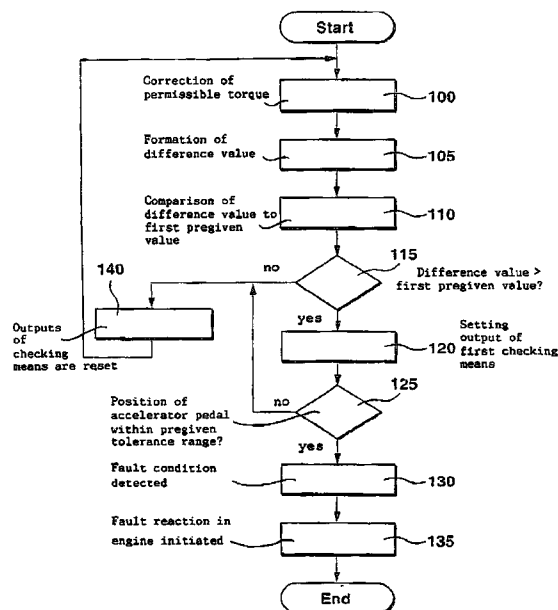 Start
Correction of
permissible torque
100
Formation of
difference value
105
Comparison of
difference value to
first pregiven
value
110
115
no
Difference value >
first pregiven value?
140
Outputs
of
checking
means are reset
yes
120
Setting
output of
first checking
means
125
no
Position of
accelerator pedal
within pregiven
tolerance range?
yes
Fault condition
detected
130
Fault reaction in
engine initiated
135
End